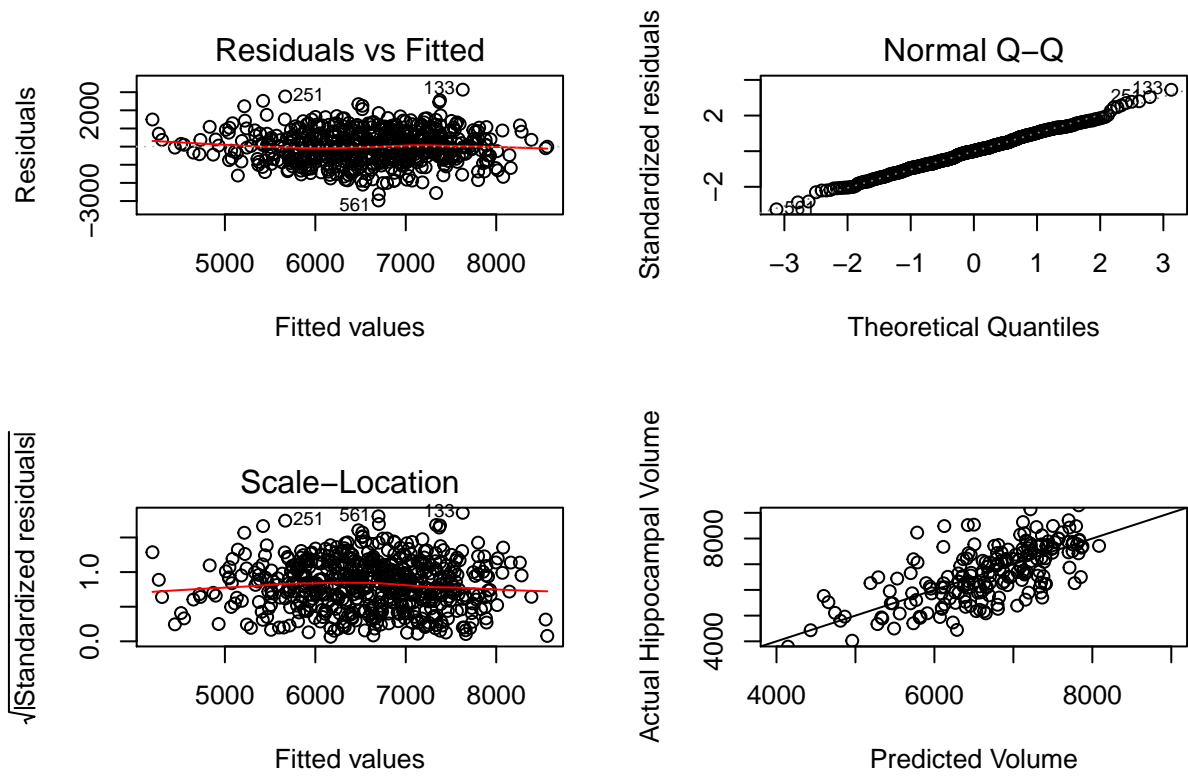 Residuals vs Fitted
Residuals
2000
−3000
251
133
561
5000 6000 7000 8000
Fitted values
Normal Q−Q
Standardized residuals
2
−2
133
251
561
−3 −2 −1 0 1 2 3
Theoretical Quantiles
Scale−Location
√|Standardized residuals|
1.0
0.0
251
561
133
5000 6000 7000 8000
Fitted values
Actual Hippocampal Volume
8000
4000
4000 6000 8000
Predicted Volume